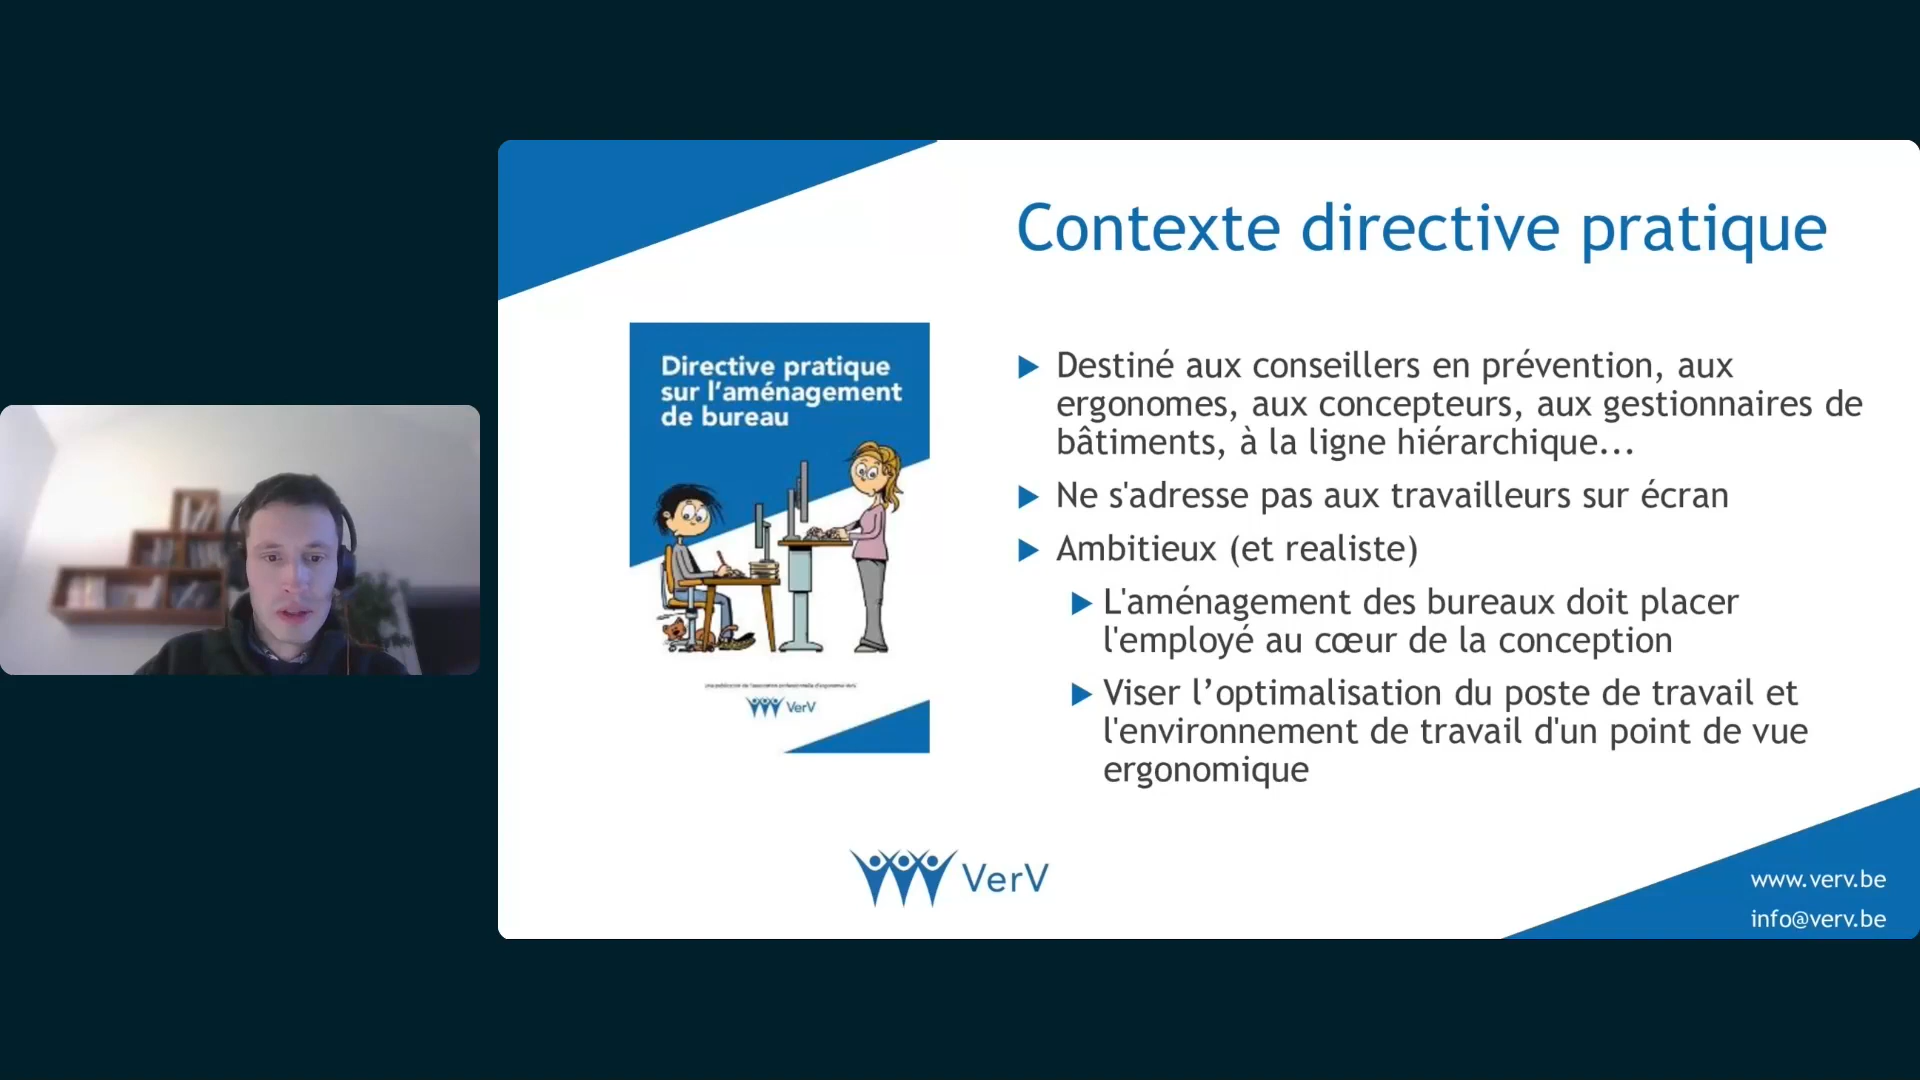 Contexte directive pratique
Directive pratique
sur l'aménagement
de bureau
VerV
Destiné aux conseillers en prévention, aux
ergonomes, aux concepteurs, aux gestionnaires de
bâtiments, à la ligne hiérarchique...
Ne s'adresse pas aux travailleurs sur écran
Ambitieux (et realiste)
L'aménagement des bureaux doit placer
l'employé au cœur de la conception
Viser l’optimalisation du poste de travail et
l'environnement de travail d'un point de vue
ergonomique
VerV
www.verv.be
info@verv.be